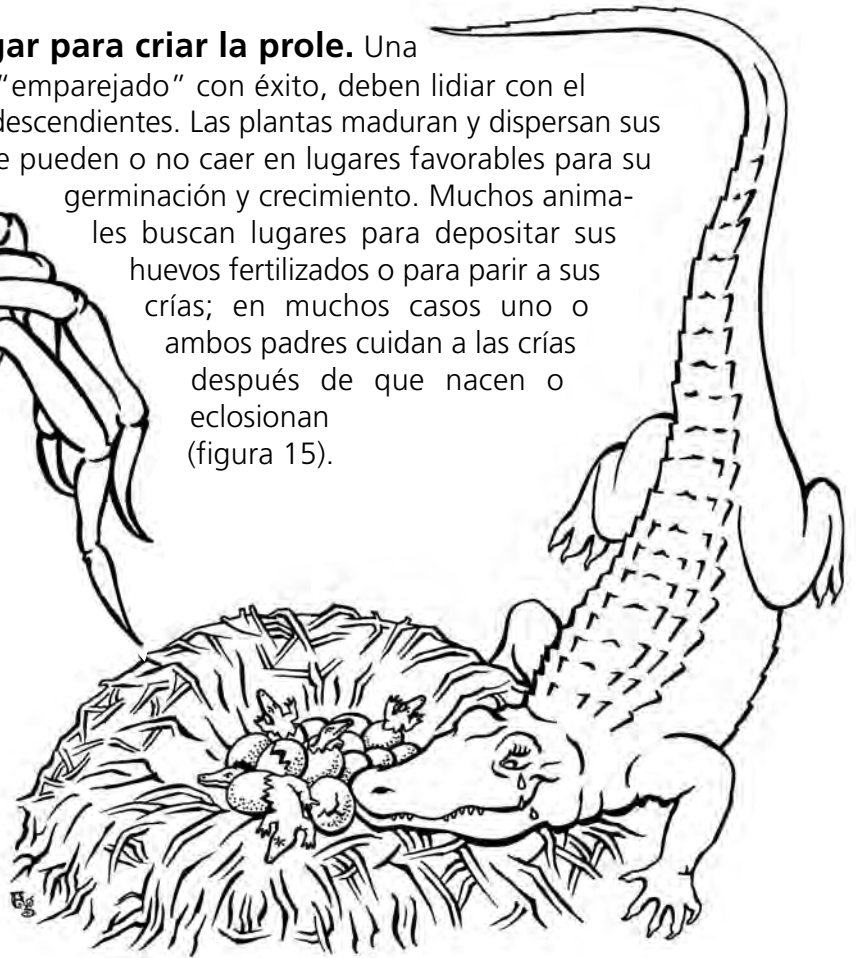 gar para criar la prole. Una
“emparejado” con éxito, deben lidiar con el
descendientes. Las plantas maduran y dispersan sus
e pueden o no caer en lugares favorables para su
germinación y crecimiento. Muchos anima-
les buscan lugares para depositar sus
huevos fertilizados o para parir a sus
crías; en muchos casos uno o
ambos padres cuidan a las crías
después de que nacen o
eclosionan
(figura 15).